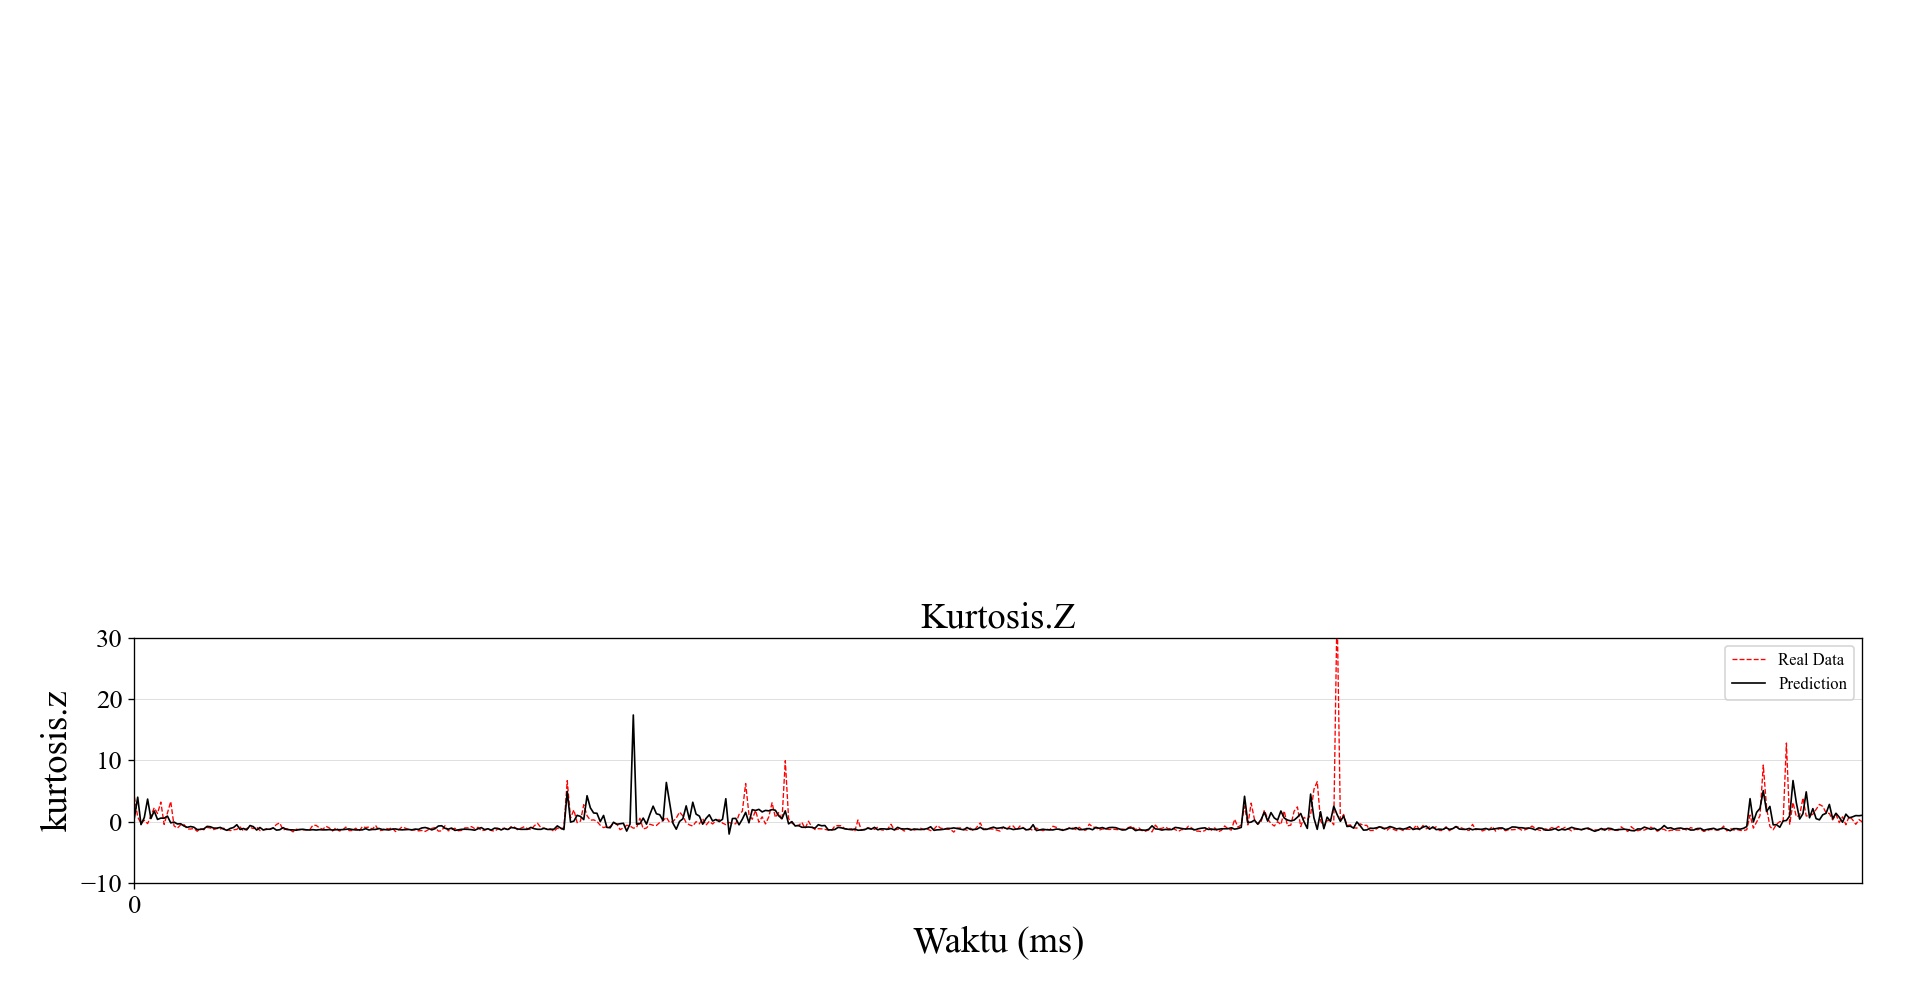 Kurtosis.Z
kurtosis.z
30
20
10
0
−10
0
Real Data
Prediction
Waktu (ms)